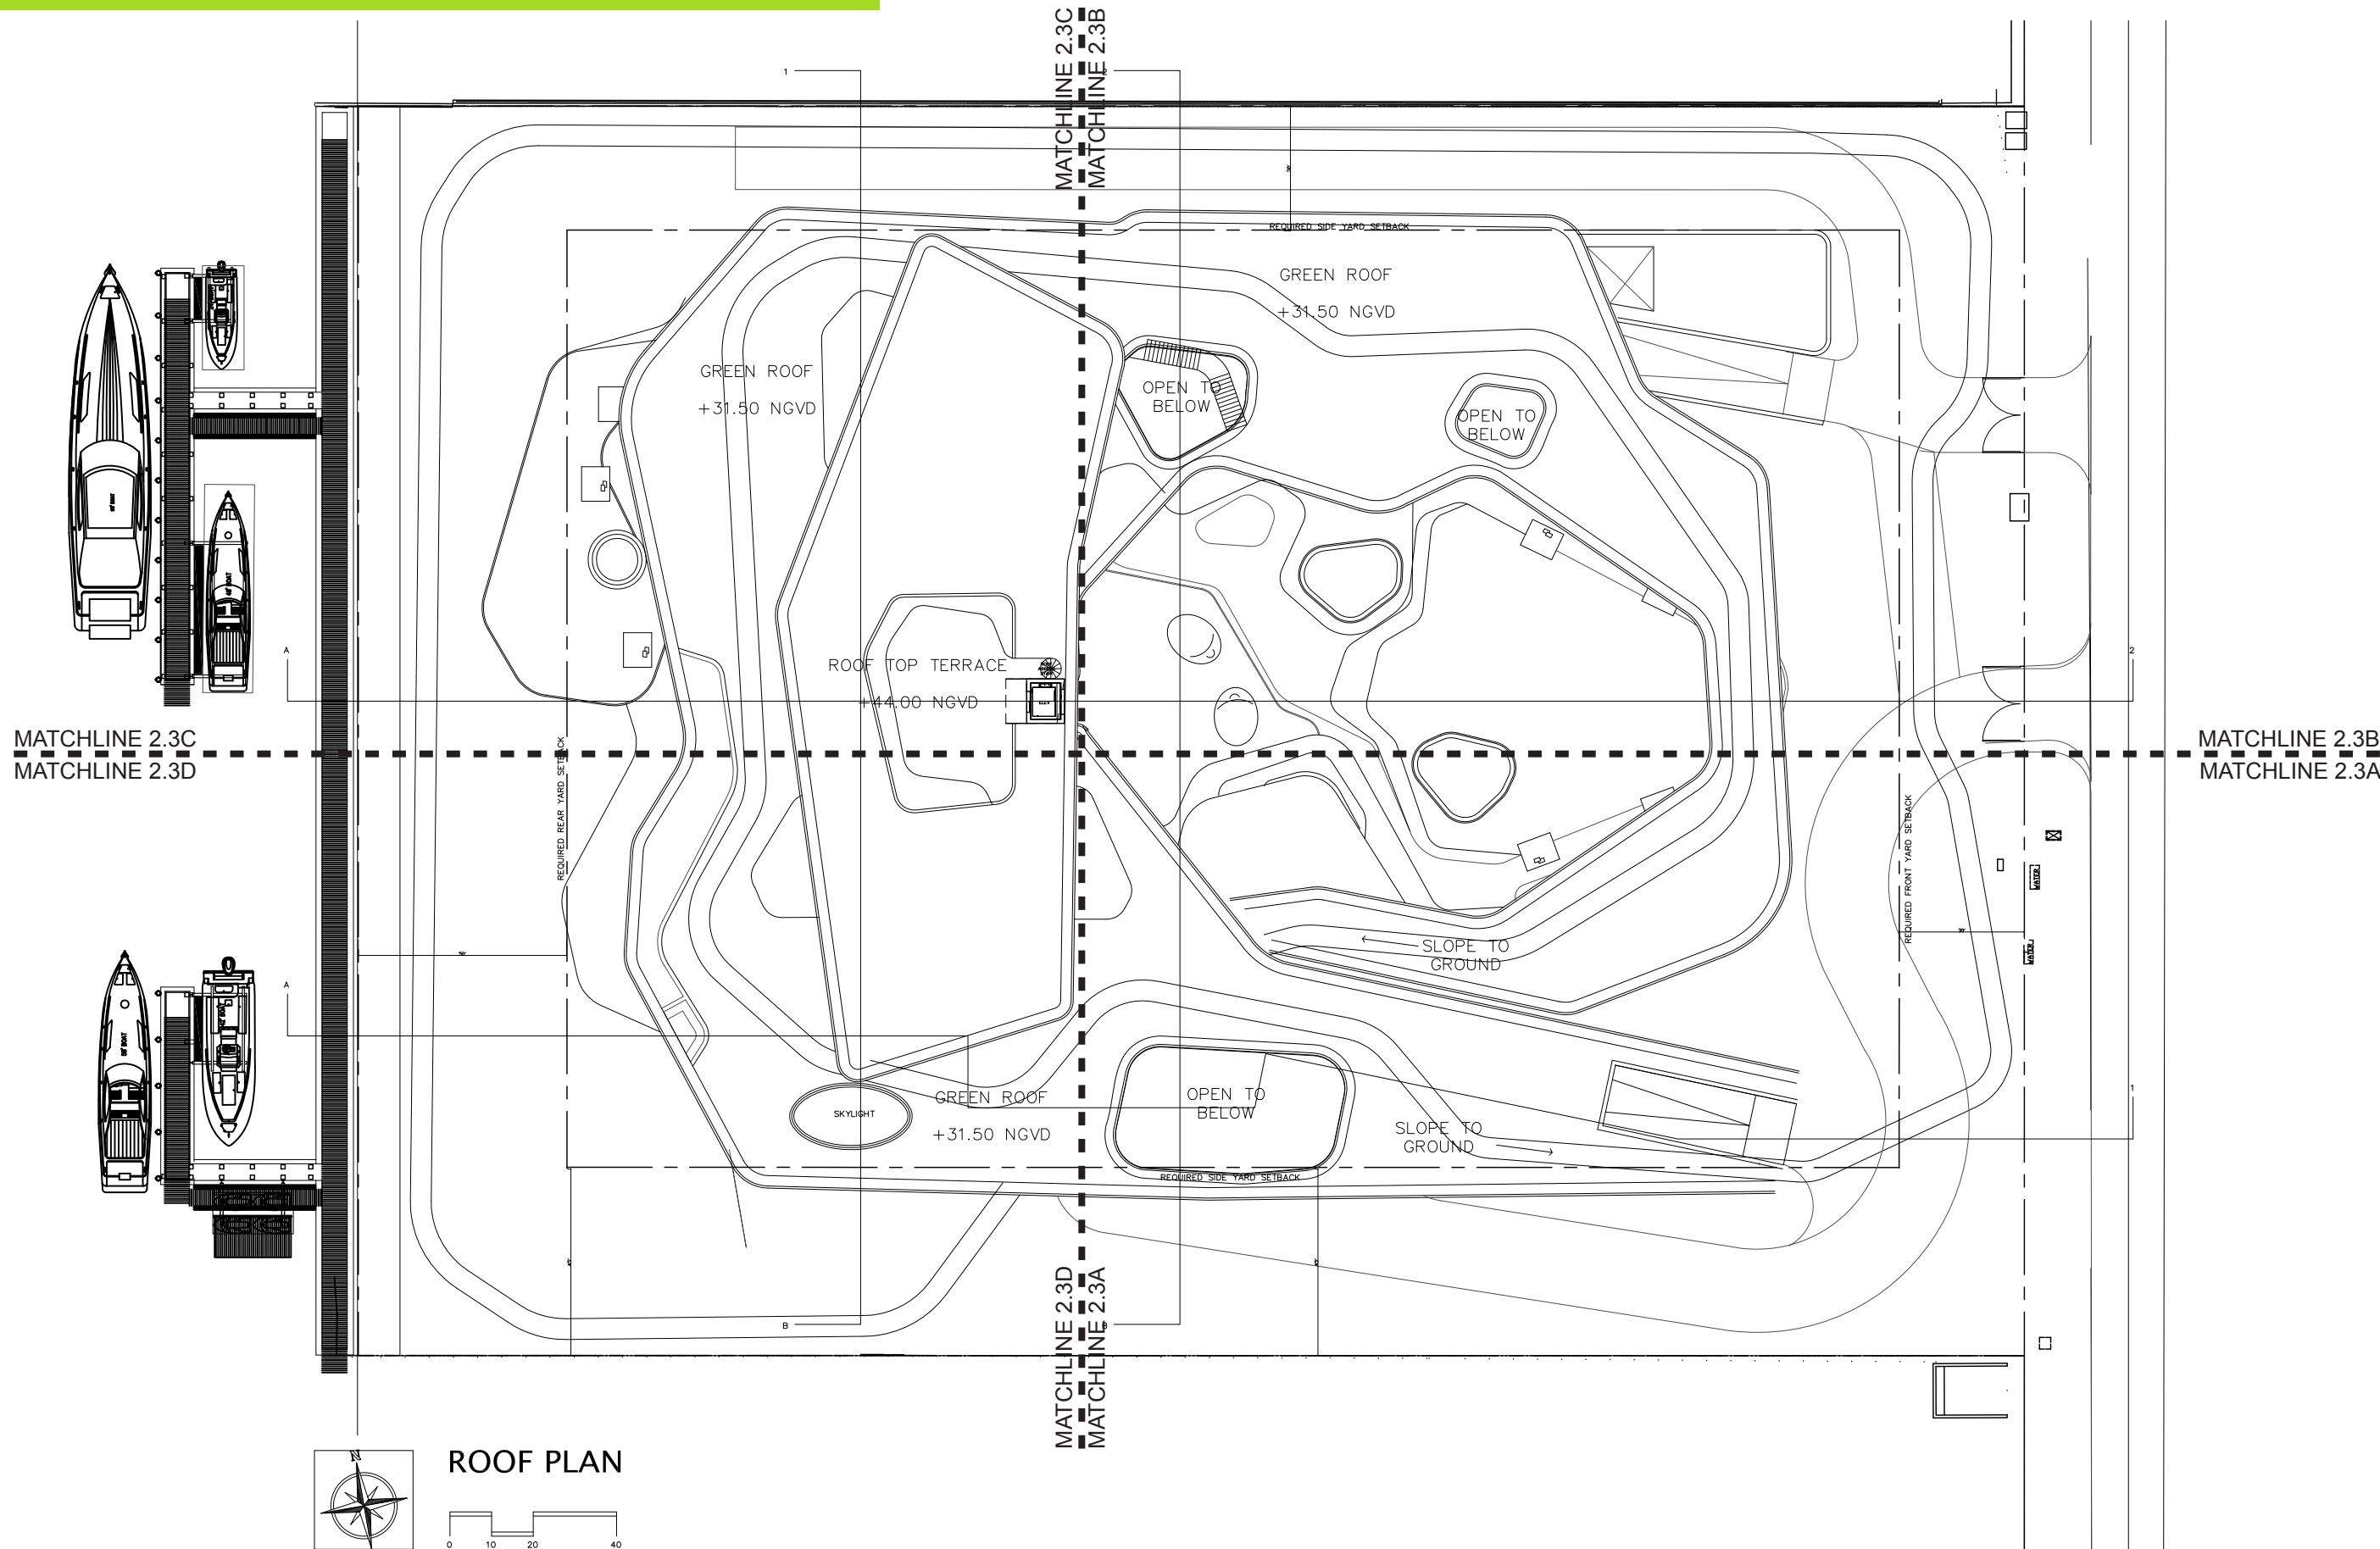 MATCHLINE 2.3C
MATCHLINE 2.3B
1
2
REQUIRED SIDE YARD SETBACK
GREEN ROOF
+31.50 NGVD
GREEN ROOF
+31.50 NGVD
OPEN TO
BELOW
OPEN TO
BELOW
A
2
ROOF TOP TERRACE
+44.00 NGVD
ELEV
MATCHLINE 2.3C
MATCHLINE 2.3D
MATCHLINE 2.3B
MATCHLINE 2.3A
REQUIRED REAR YARD SETBACK
REQUIRED FRONT YARD SETBACK
WATER
WATER
SLOPE TO
GROUND
A
1
GREEN ROOF
+31.50 NGVD
SKYLIGHT
OPEN TO
BELOW
SLOPE TO
GROUND
REQUIRED SIDE YARD SETBACK
B
B
MATCHLINE 2.3D
MATCHLINE 2.3A
N
ROOF PLAN
0 10 20 40